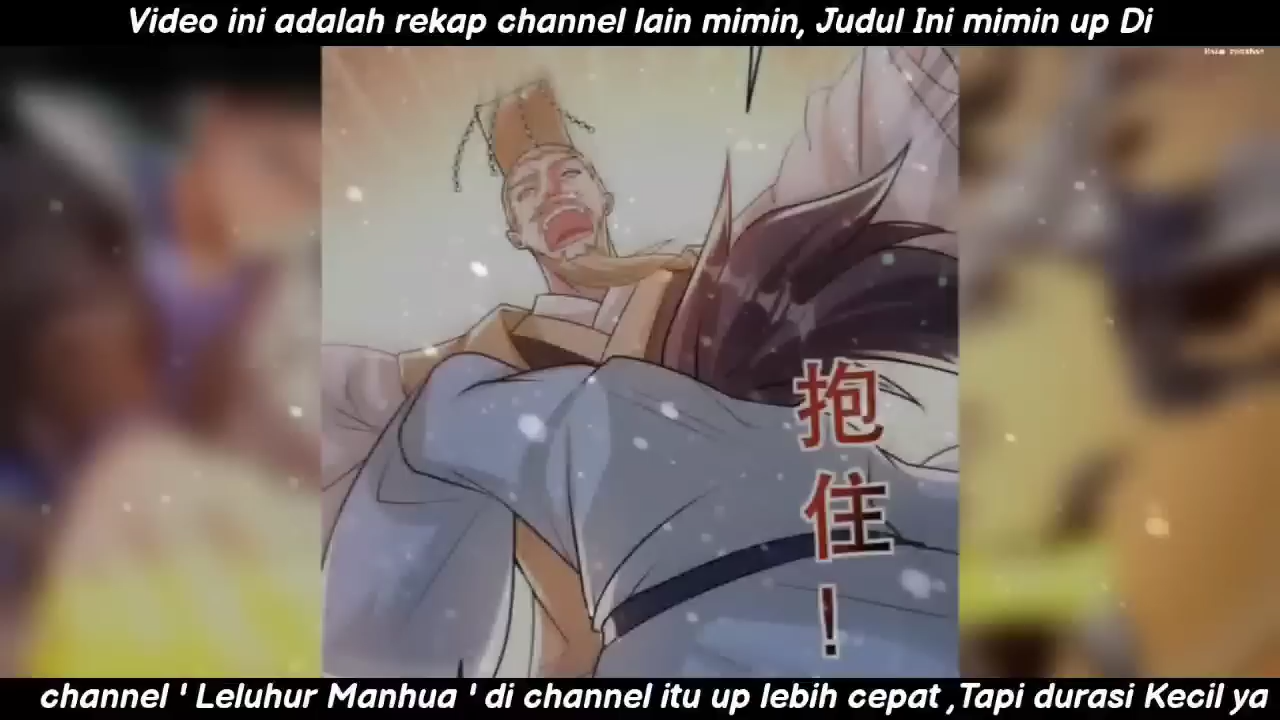 Video ini adalah rekap channel lain mimin, Judul Ini mimin up Di
抱住！
channel ' Leluhur Manhua ' di channel itu up lebih cepat ,Tapi durasi Kecil ya